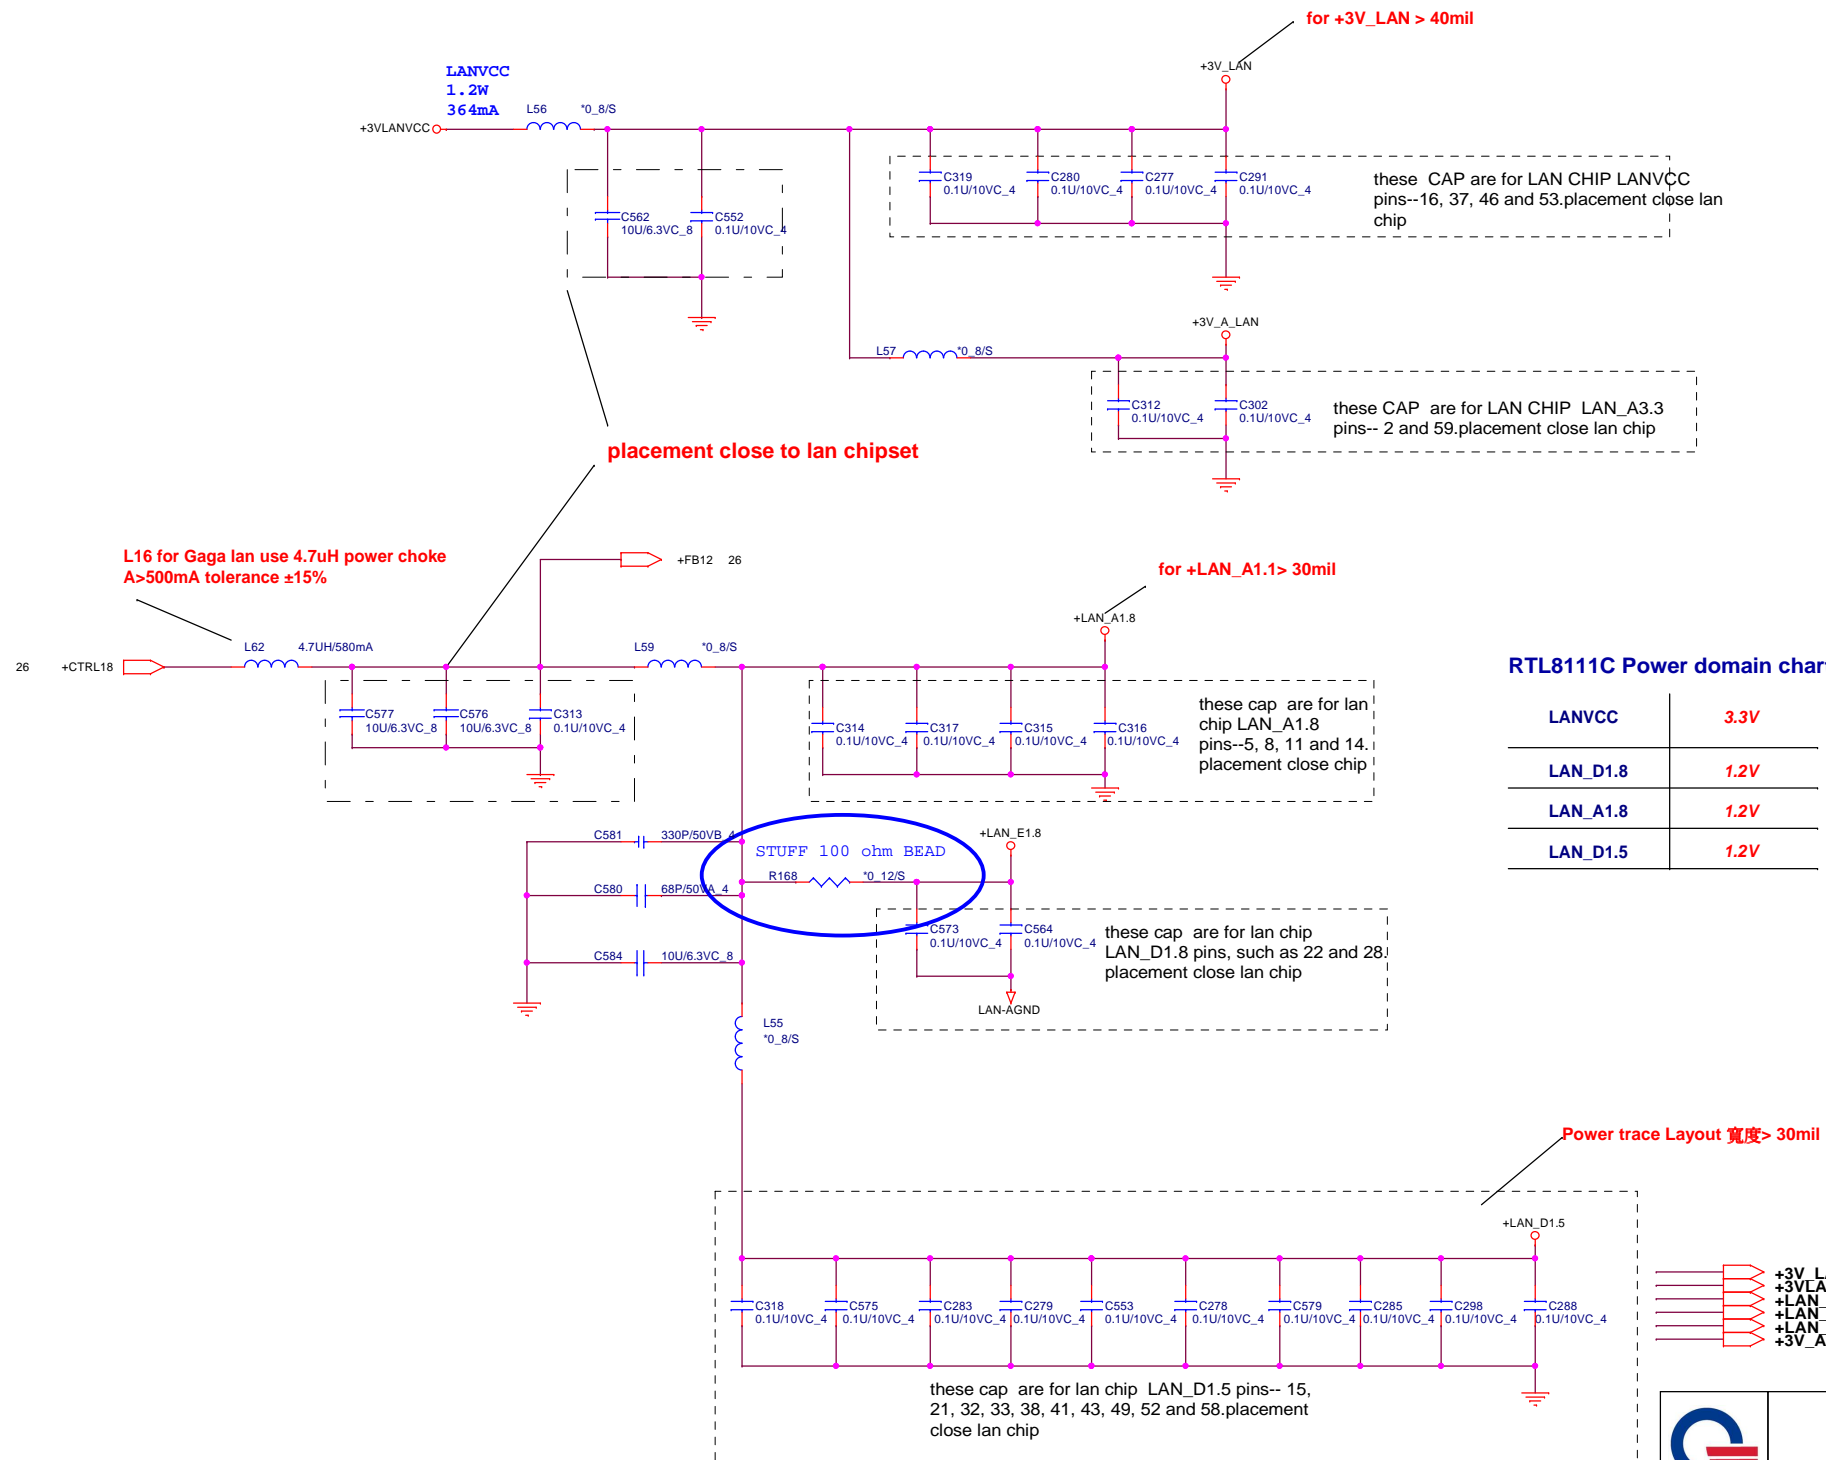 for +3V_LAN > 40mil
+3V_LAN
LANVCC
1.2W
364mA
L56 *0_8/S
+3VLANVCC
C319
0.1U/10VC_4
C280
0.1U/10VC_4
C277
0.1U/10VC_4
C291
0.1U/10VC_4
these CAP are for LAN CHIP LANVCC
pins--16, 37, 46 and 53.placement close lan
chip
C562
10U/6.3VC_8
C552
0.1U/10VC_4
+3V_A_LAN
L57 *0_8/S
C312
0.1U/10VC_4
C302
0.1U/10VC_4
these CAP are for LAN CHIP LAN_A3.3
pins-- 2 and 59.placement close lan chip
placement close to lan chipset
L16 for Gaga lan use 4.7uH power choke
A>500mA tolerance ±15%
+FB12 26
for +LAN_A1.1> 30mil
+LAN_A1.8
L62 4.7UH/580mA
L59 *0_8/S
26 +CTRL18
C577
10U/6.3VC_8
C576
10U/6.3VC_8
C313
0.1U/10VC_4
C314
0.1U/10VC_4
C317
0.1U/10VC_4
C315
0.1U/10VC_4
C316
0.1U/10VC_4
these cap are for lan
chip LAN_A1.8
pins--5, 8, 11 and 14.
placement close chip
RTL8111C Power domain char
LANVCC 3.3V
LAN_D1.8 1.2V
LAN_A1.8 1.2V
LAN_D1.5 1.2V
C581 330P/50VB_4
+LAN_E1.8
STUFF 100 ohm BEAD
R168 *0_12/S
C580 68P/50VA_4
C573
0.1U/10VC_4
C564
0.1U/10VC_4
these cap are for lan chip
LAN_D1.8 pins, such as 22 and 28.
placement close lan chip
C584 10U/6.3VC_8
LAN-AGND
L55
*0_8/S
Power trace Layout 寬度> 30mil
+LAN_D1.5
C318
0.1U/10VC_4
C575
0.1U/10VC_4
C283
0.1U/10VC_4
C279
0.1U/10VC_4
C553
0.1U/10VC_4
C278
0.1U/10VC_4
C579
0.1U/10VC_4
C285
0.1U/10VC_4
C298
0.1U/10VC_4
C288
0.1U/10VC_4
+3V_L
+3VLA
+LAN_
+LAN_
+LAN_
+3V_A
these cap are for lan chip LAN_D1.5 pins-- 15,
21, 32, 33, 38, 41, 43, 49, 52 and 58.placement
close lan chip